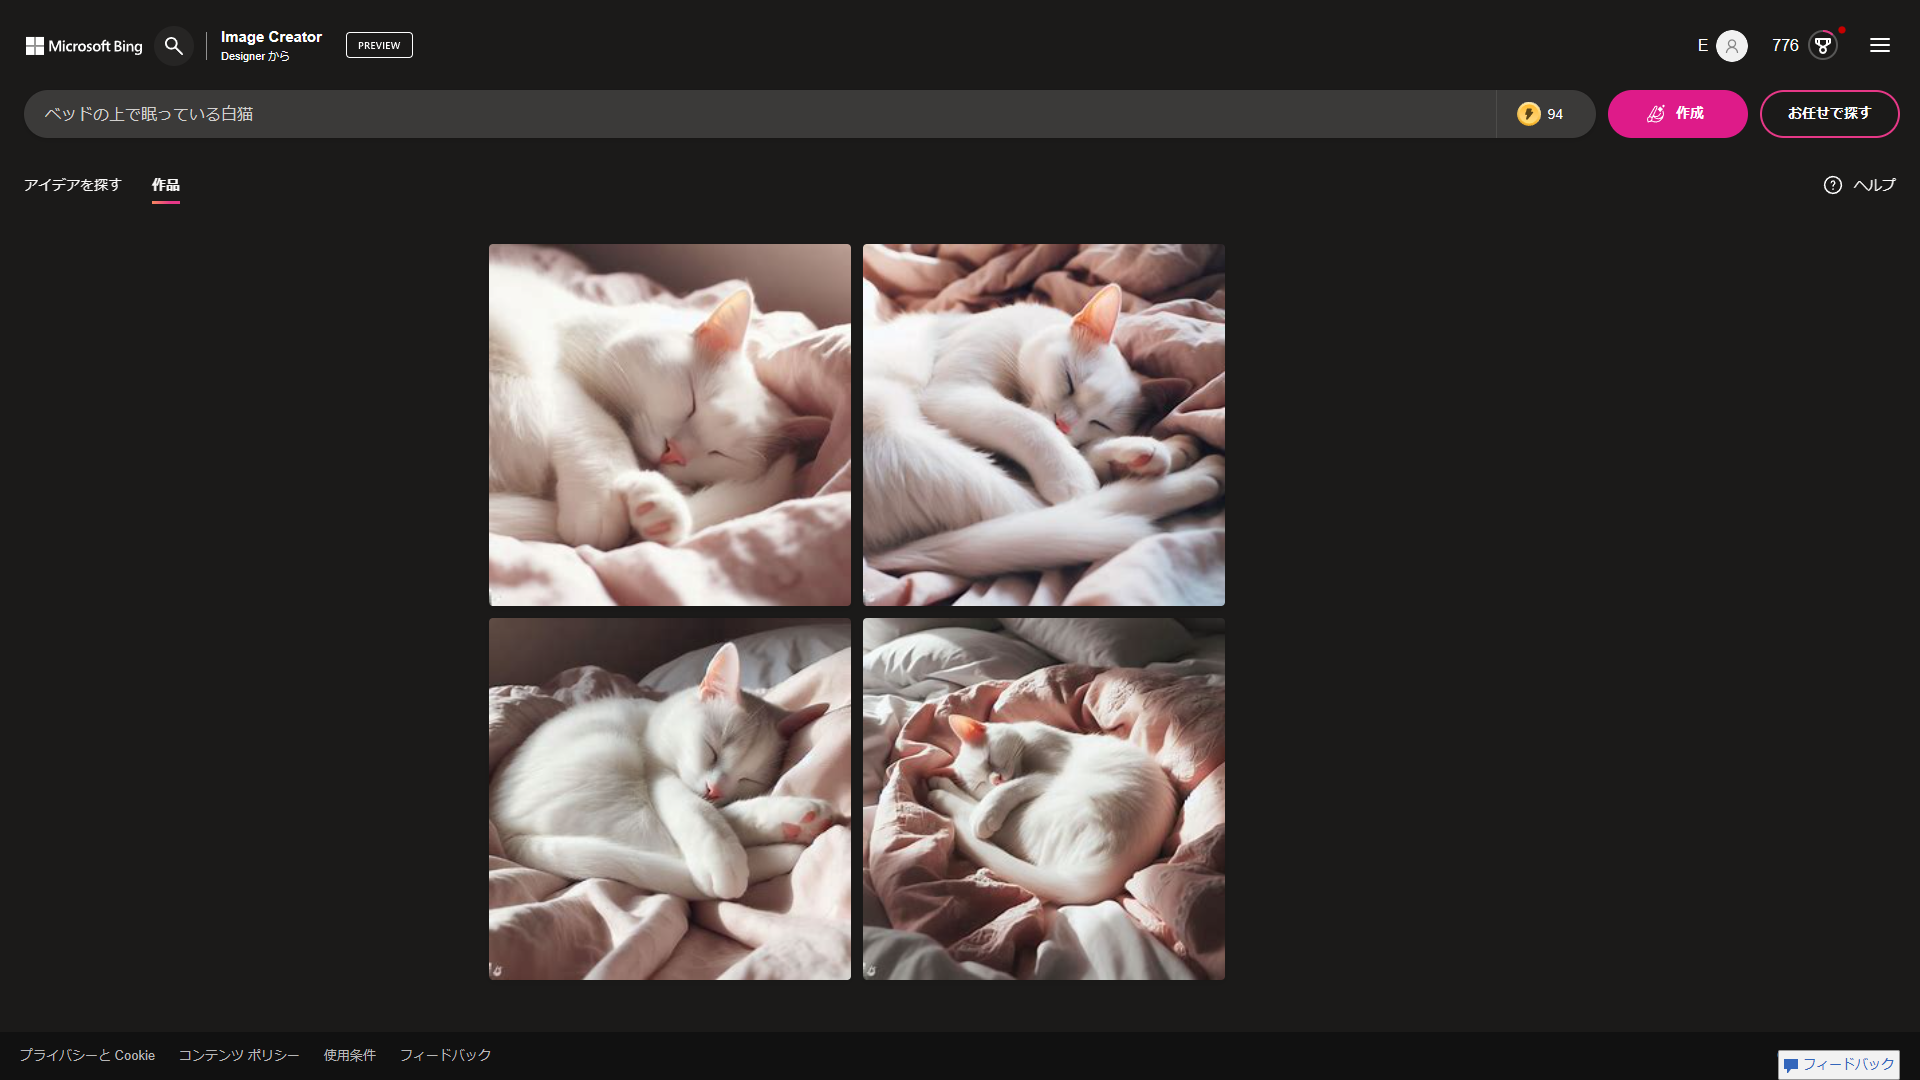 Microsoft Bing
Image Creator
Designer から
PREVIEW
E
776
ベッドの上で眠っている白猫
94
作成
お任せで探す
アイデアを探す
作品
ヘルプ
プライバシーと Cookie
コンテンツ ポリシー
使用条件
フィードバック
フィードバック